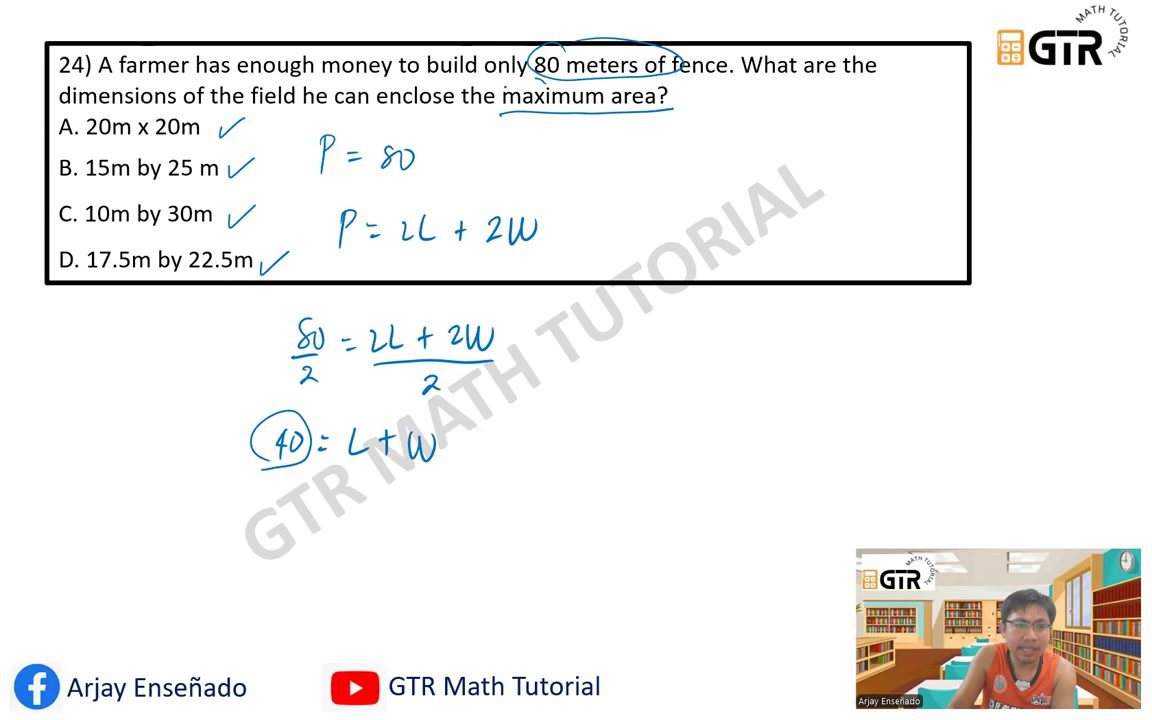 MATH TUTORIAL
GTR
24) A farmer has enough money to build only 80 meters of fence. What are the
dimensions of the field he can enclose the maximum area?
A. 20m x 20m
B. 15m by 25 m
C. 10m by 30m
D. 17.5m by 22.5m
P = 80
P = 2L + 2W
80/2 = 2L + 2W/2
40 = L + W
GTR MATH TUTORIAL
MATH TUTORIAL
GTR
Arjay Enseñado
Arjay Enseñado
GTR Math Tutorial